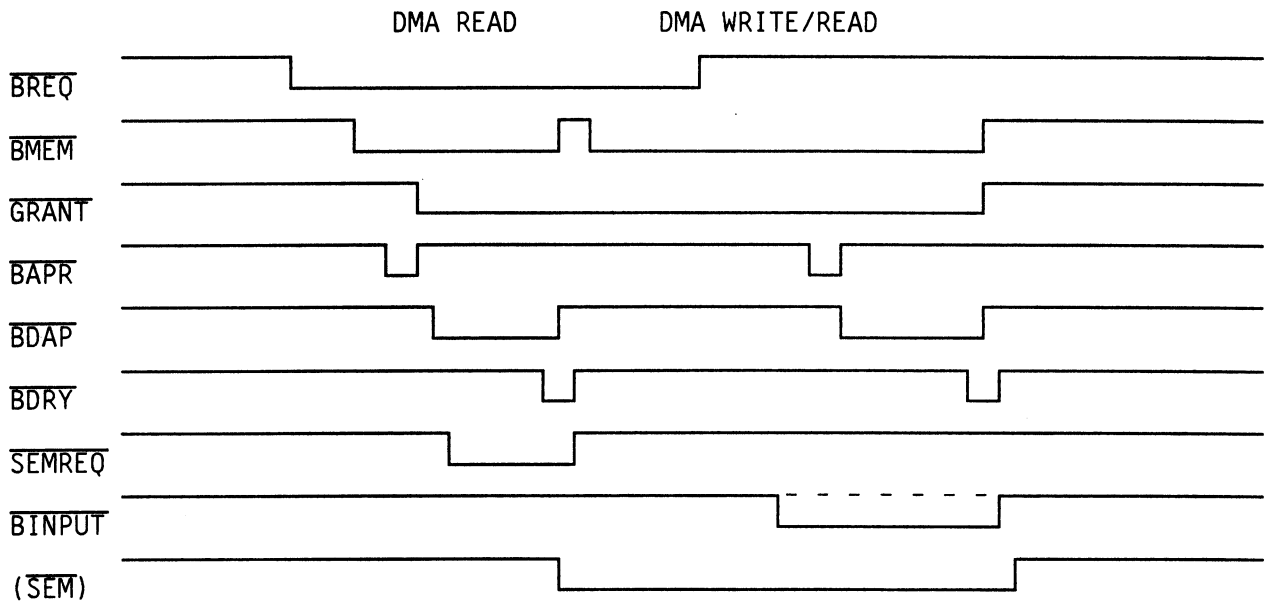 DMA READ DMA WRITE/READ
BREQ
BMEM
GRANT
BAPR
BDAP
BDRY
SEMREQ
BINPUT
(SEM)